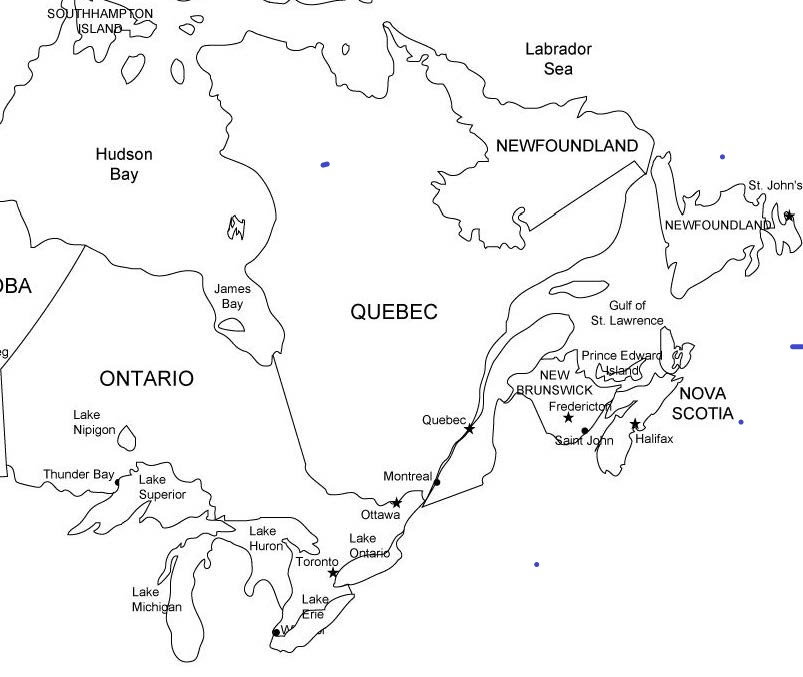 SOUTHHAMPTON
ISLAND
Labrador
Sea
Hudson
Bay
NEWFOUNDLAND
St. John's
NEWFOUNDLAND
OBA
James
Bay
QUEBEC
Gulf of
St. Lawrence
eg
Prince Edward
Island
ONTARIO
NEW
BRUNSWICK
NOVA
SCOTIA
Fredericton
Lake
Nipigon
Quebec
Saint John
Halifax
Thunder Bay
Lake
Superior
Montreal
Ottawa
Lake
Huron
Lake
Ontario
Toronto
Lake
Michigan
Lake
Erie